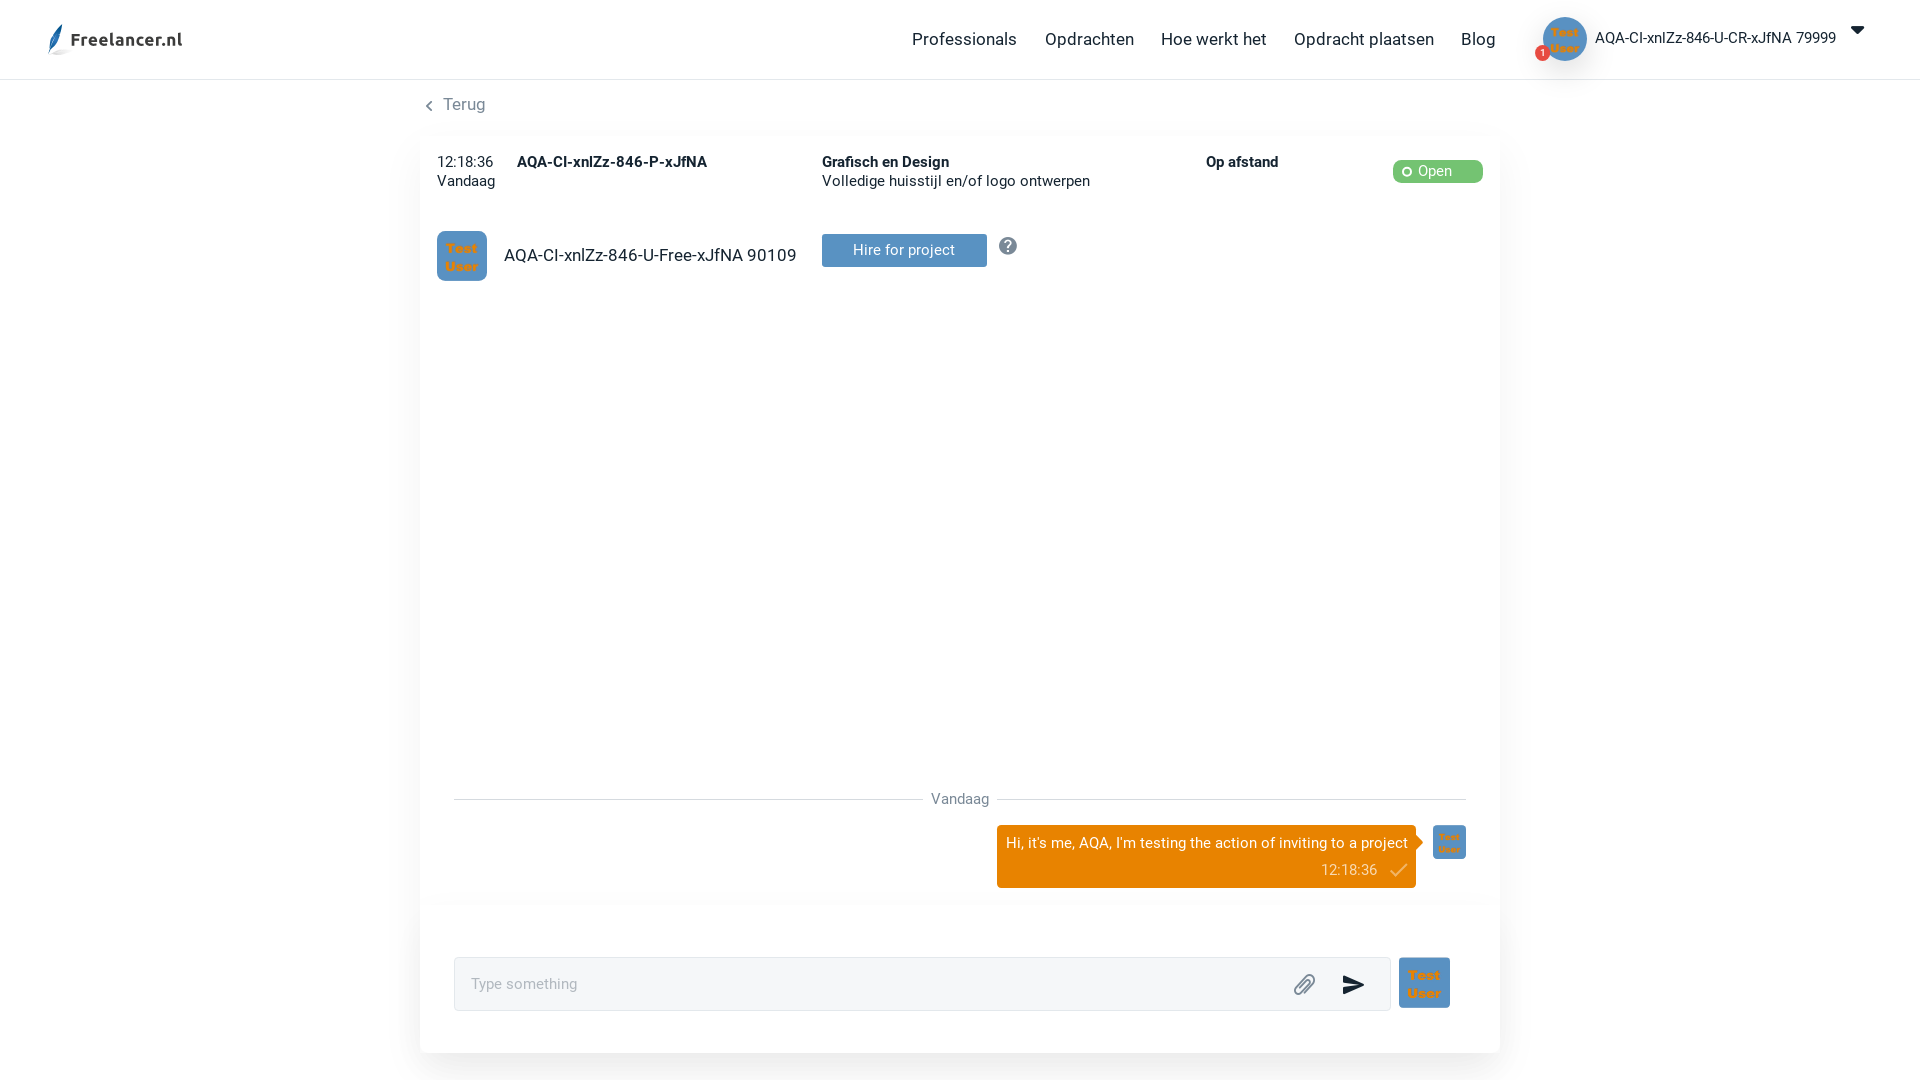 Freelancer.nl
Professionals
Opdrachten
Hoe werkt het
Opdracht plaatsen
Blog
Test
User
1
AQA-CI-xnlZz-846-U-CR-xJfNA 79999
Terug
12:18:36
Vandaag
AQA-CI-xnlZz-846-P-xJfNA
Grafisch en Design
Volledige huisstijl en/of logo ontwerpen
Op afstand
Open
Test
User
AQA-CI-xnlZz-846-U-Free-xJfNA 90109
Hire for project
?
Vandaag
Hi, it's me, AQA, I'm testing the action of inviting to a project
12:18:36
Test
User
Type something
Test
User